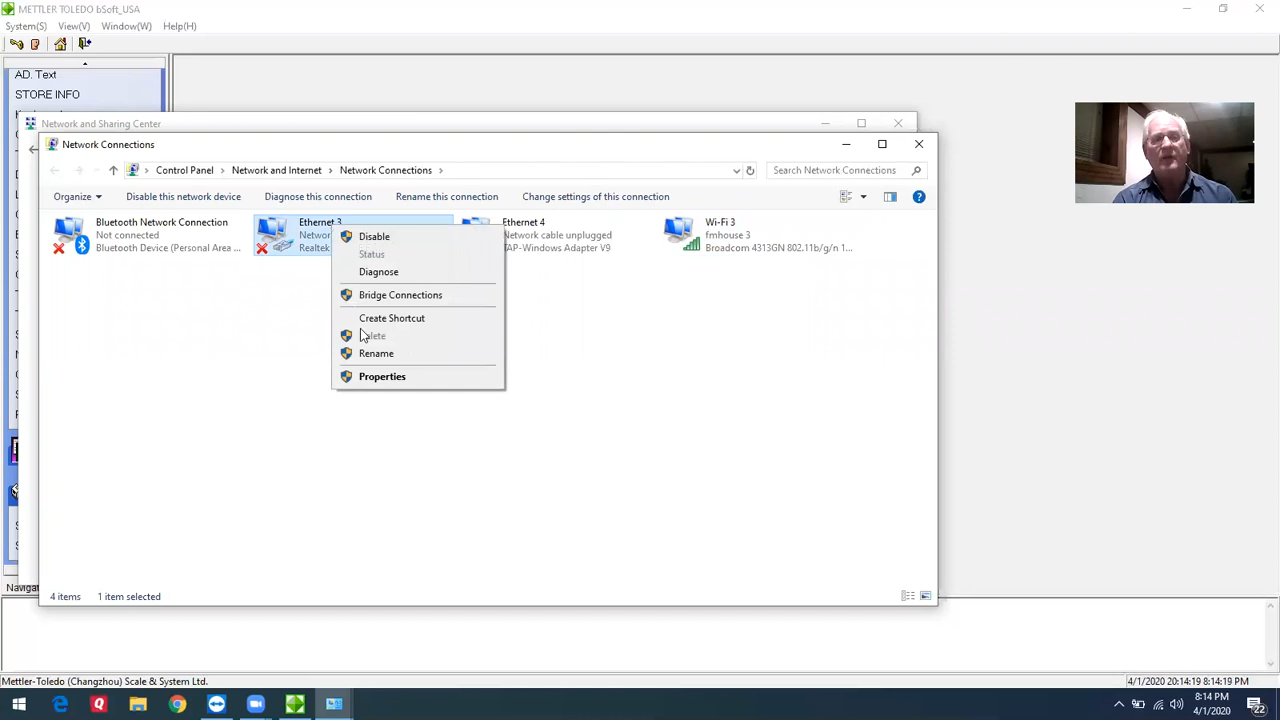 METTLER TOLEDO bSoft_USA
System(S) View(V) Window(W) Help(H)
AD. Text
STORE INFO
Network and Sharing Center
Network Connections
Control Panel > Network and Internet > Network Connections >
Search Network Connections
Organize Disable this network device Diagnose this connection Rename this connection Change settings of this connection
Bluetooth Network Connection
Not connected
Bluetooth Device (Personal Area ...
Ethernet 3
Networ
Realtek
Ethernet 4
Network cable unplugged
TAP-Windows Adapter V9
Wi-Fi 3
fmhouse 3
Broadcom 4313GN 802.11b/g/n 1...
Disable
Status
Diagnose
Bridge Connections
Create Shortcut
Rename
Properties
4 items 1 item selected
Navigat
Mettler-Toledo (Changzhou) Scale & System Ltd.
4/1/2020 20:14:19 8:14:19 PM
8:14 PM
4/1/2020
22